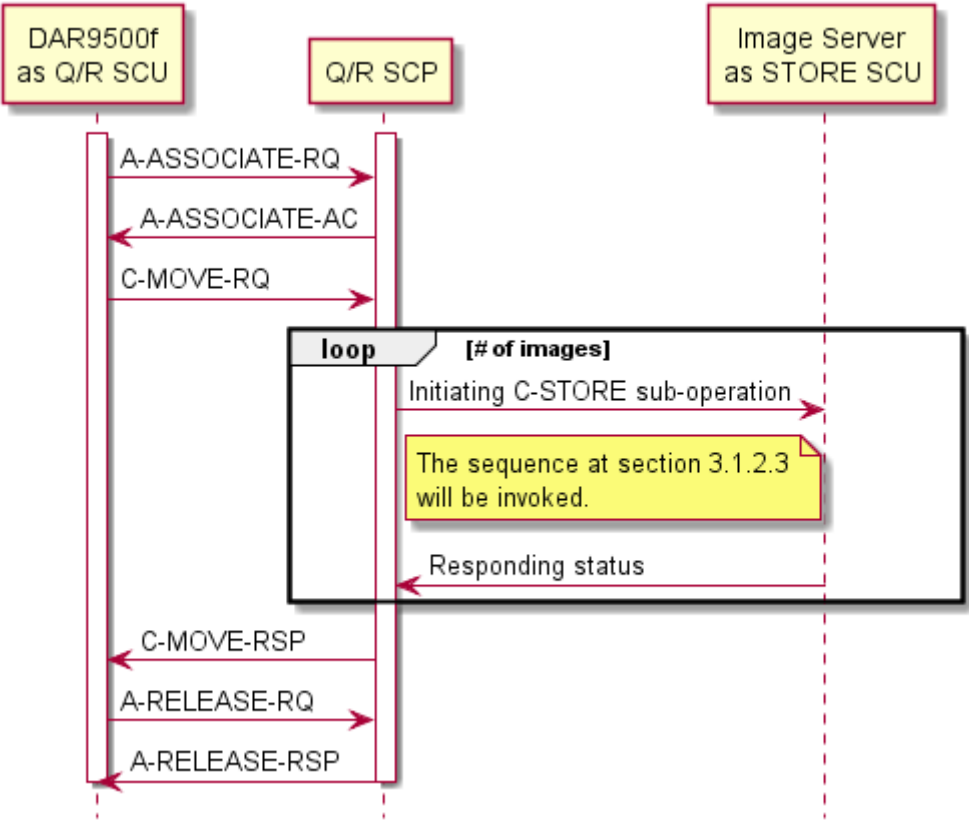 DAR9500f
as Q/R SCU
Q/R SCP
Image Server
as STORE SCU
A-ASSOCIATE-RQ
A-ASSOCIATE-AC
C-MOVE-RQ
loop
[# of images]
Initiating C-STORE sub-operation
The sequence at section 3.1.2.3
will be invoked.
Responding status
C-MOVE-RSP
A-RELEASE-RQ
A-RELEASE-RSP